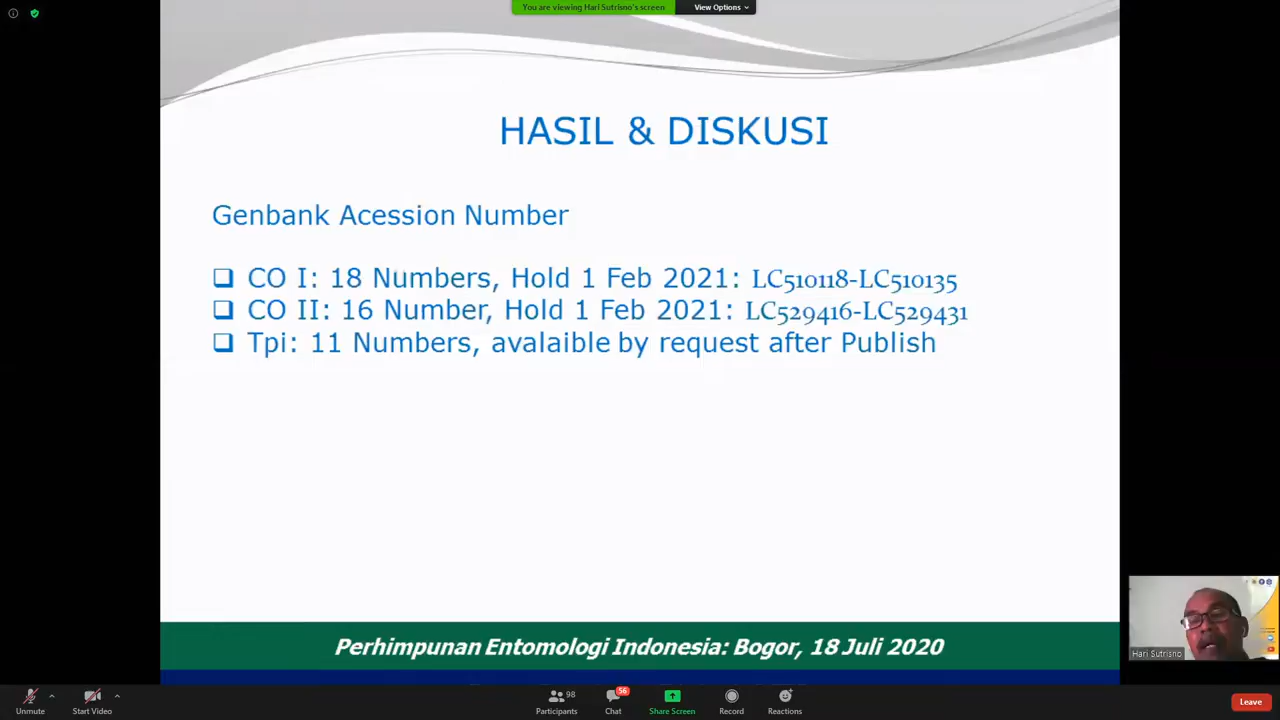 You are viewing Hari Sutrisno's screen
View Options
HASIL & DISKUSI
Genbank Acession Number
CO I: 18 Numbers, Hold 1 Feb 2021: LC510118-LC510135
CO II: 16 Number, Hold 1 Feb 2021: LC529416-LC529431
Tpi: 11 Numbers, avalaible by request after Publish
Perhimpunan Entomologi Indonesia: Bogor, 18 Juli 2020
Hari Sutrisno
98
56
Unmute
Start Video
Participants
Chat
Share Screen
Record
Reactions
Leave